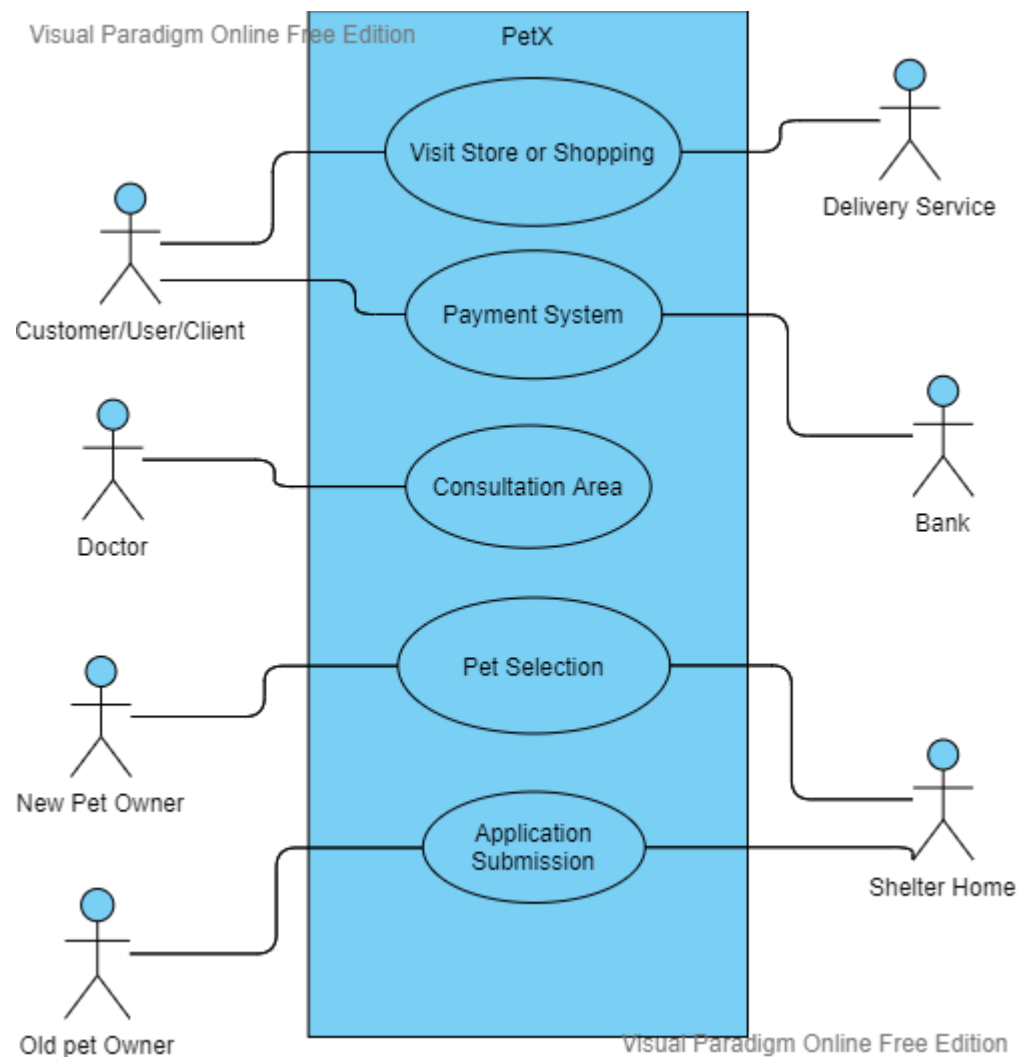 Visual Paradigm Online Free Edition
PetX
Visit Store or Shopping
Delivery Service
Customer/User/Client
Payment System
Bank
Doctor
Consultation Area
New Pet Owner
Pet Selection
Application
Submission
Shelter Home
Old pet Owner
Visual Paradigm Online Free Edition